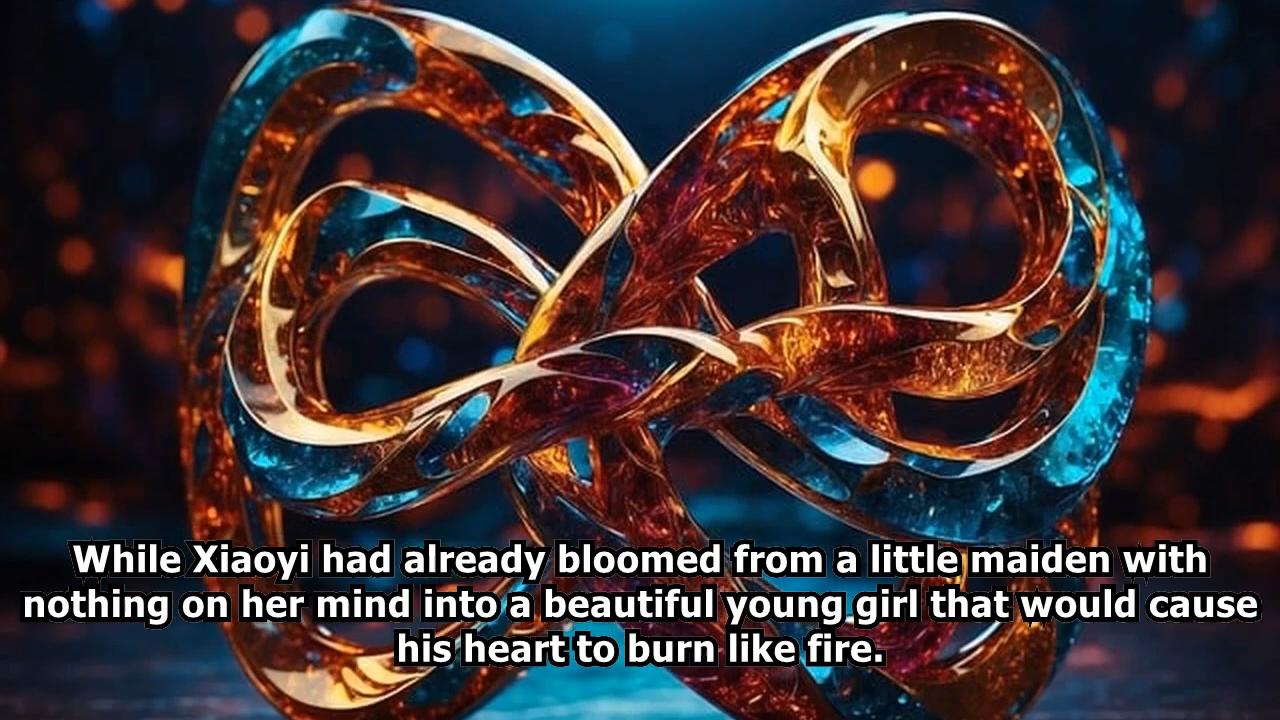 While Xiaoyi had already bloomed from a little maiden with
nothing on her mind into a beautiful young girl that would cause
his heart to burn like fire.